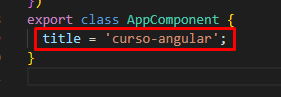 })
export class AppComponent {
title = 'curso-angular';
}